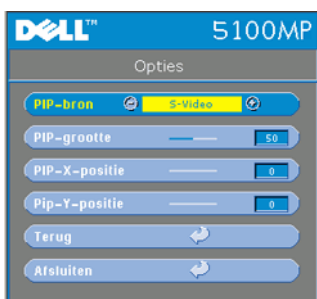 DELL™ 5100MP
Opties
PIP-bron S-Video
PIP-grootte 50
PIP-X-positie 0
Pip-Y-positie 0
Terug
Afsluiten